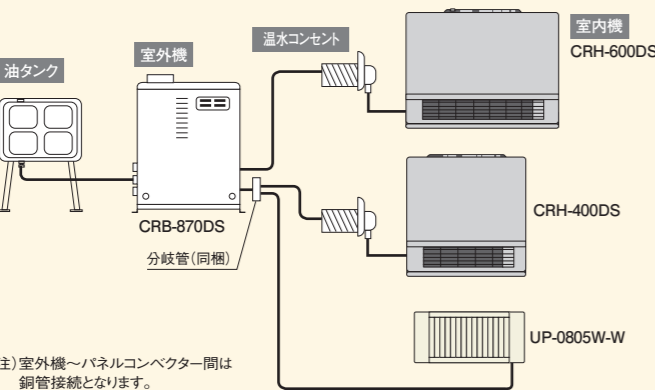 油タンク
室外機
温水コンセント
室内機
CRH-600DS
CRB-870DS
分岐管(同梱)
CRH-400DS
UP-0805W-W
注)室外機～パネルコンベクター間は
銅管接続となります。